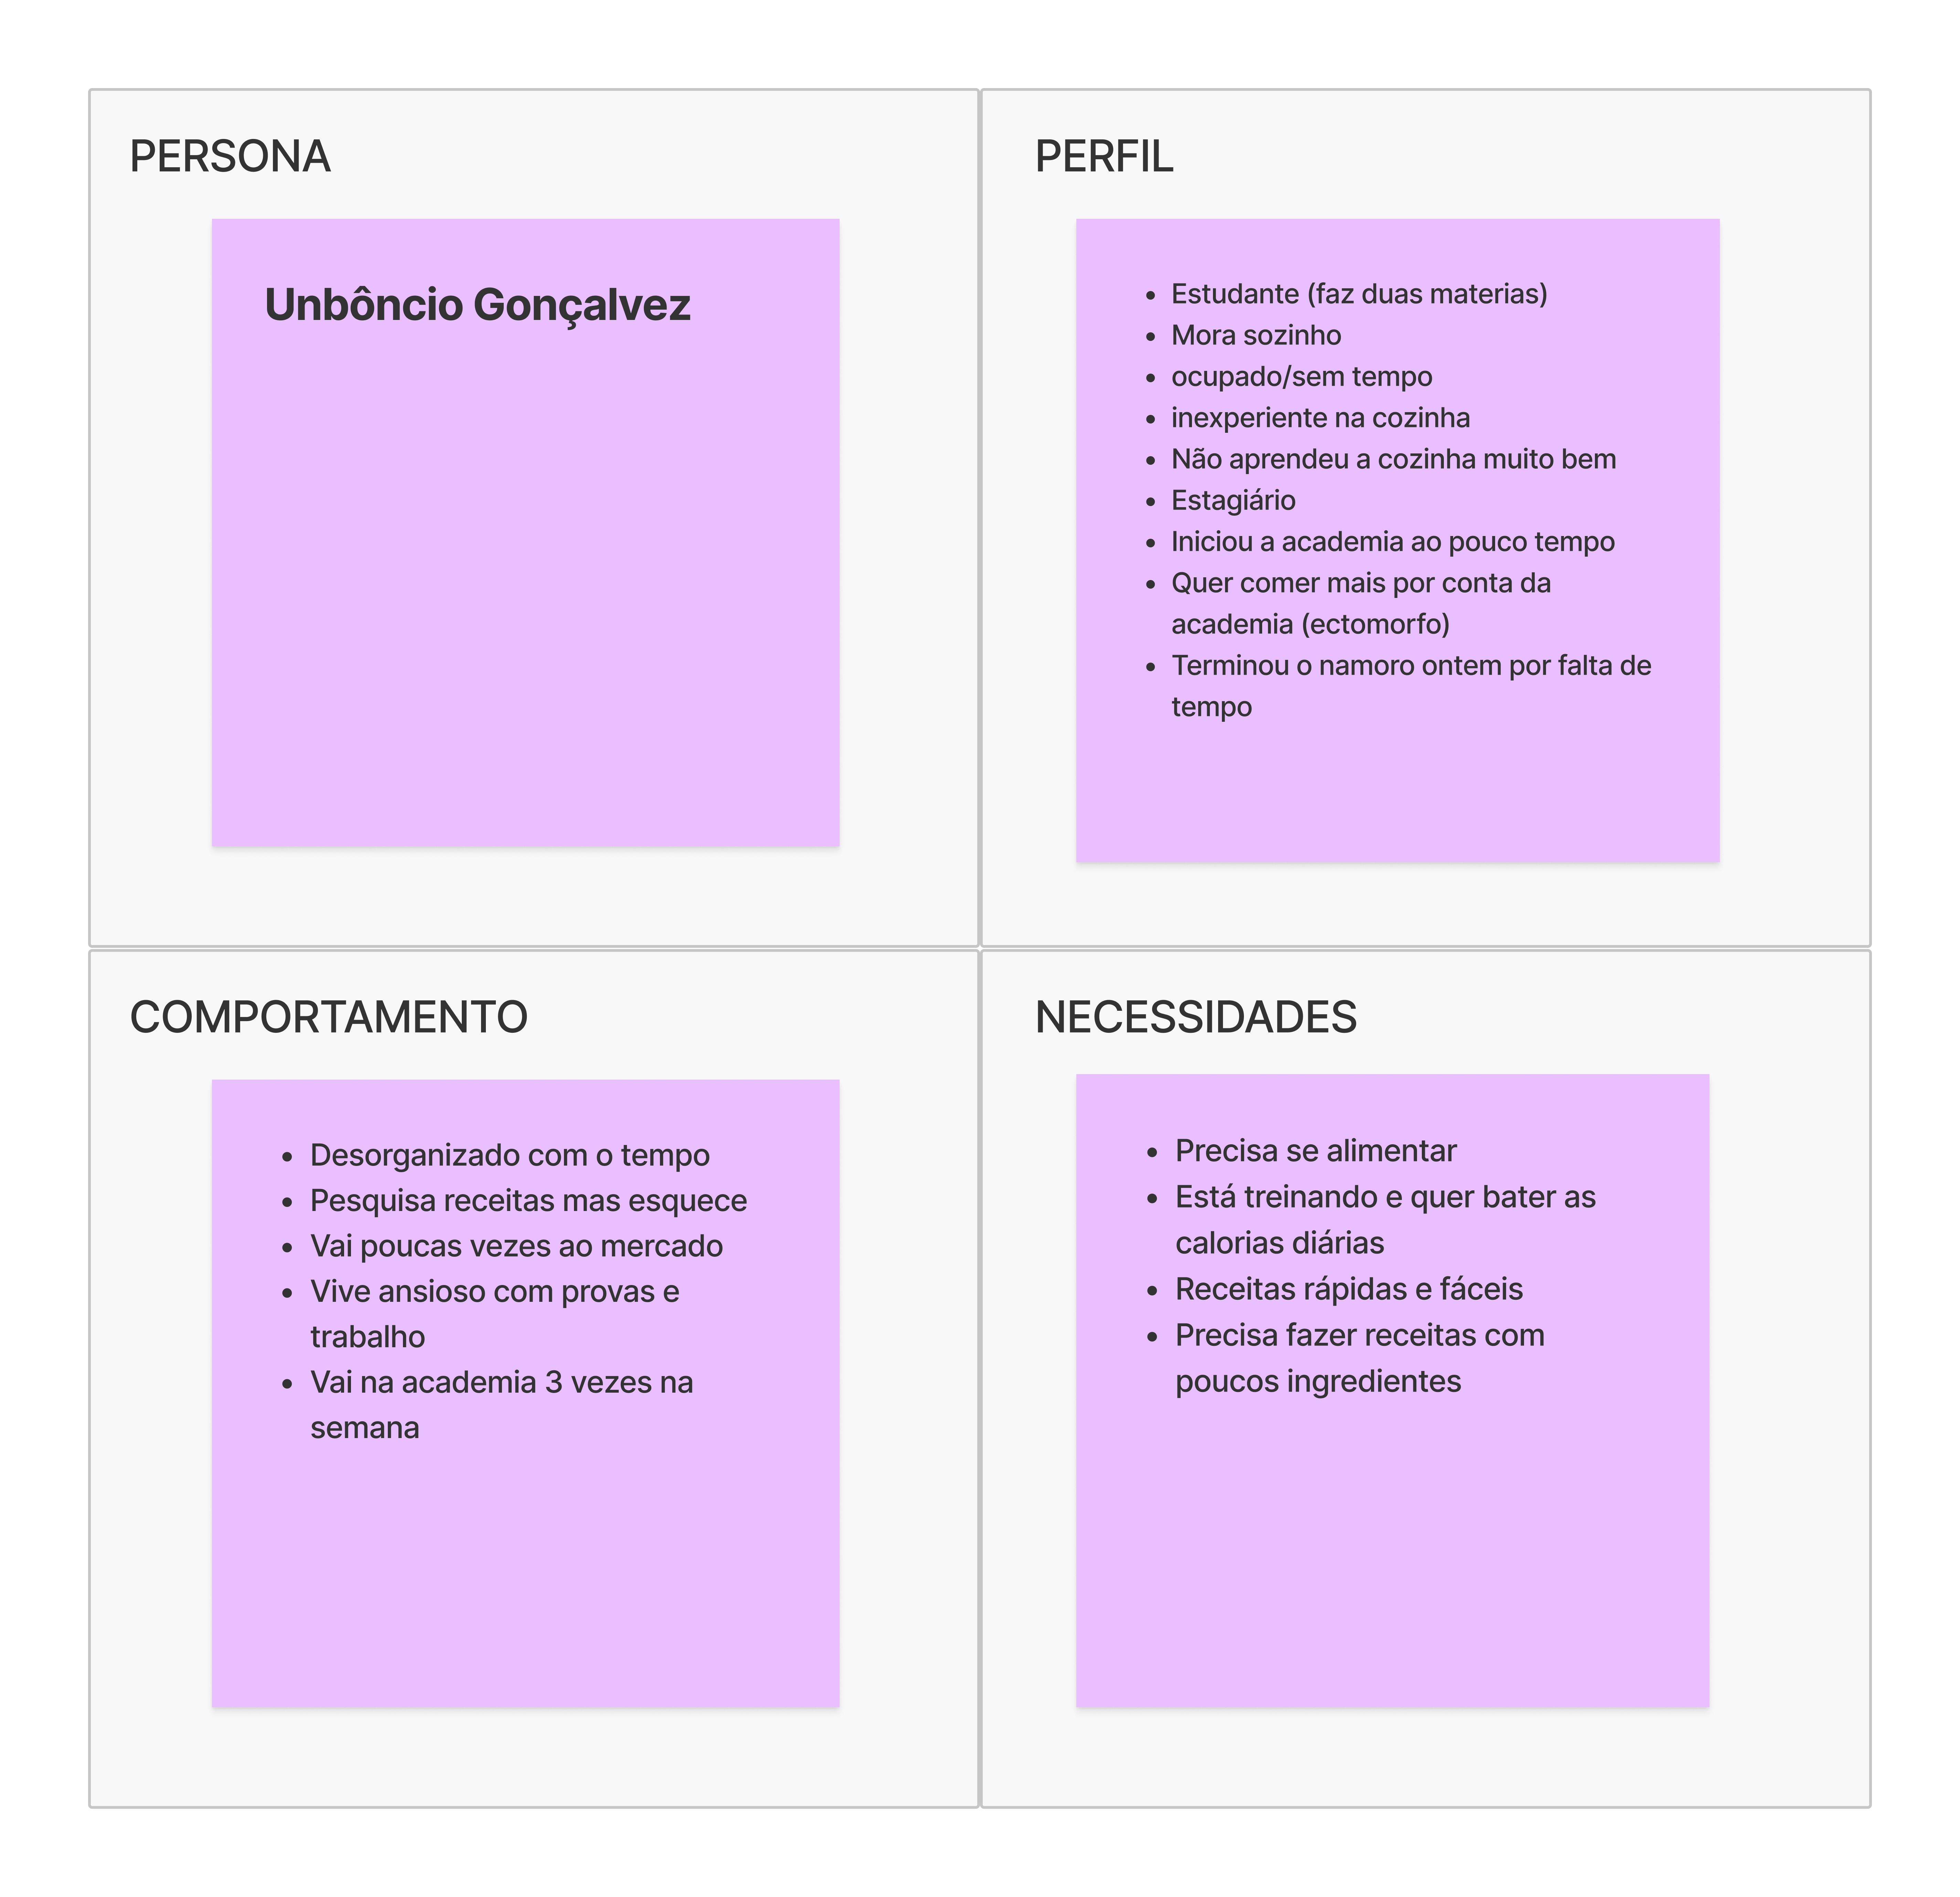 PERSONA
Unbôncio Gonçalvez
PERFIL
Estudante (faz duas materias)
Mora sozinho
ocupado/sem tempo
inexperiente na cozinha
Não aprendeu a cozinha muito bem
Estagiário
Iniciou a academia ao pouco tempo
Quer comer mais por conta da
academia (ectomorfo)
Terminou o namoro ontem por falta de
tempo
COMPORTAMENTO
Desorganizado com o tempo
Pesquisa receitas mas esquece
Vai poucas vezes ao mercado
Vive ansioso com provas e
trabalho
Vai na academia 3 vezes na
semana
NECESSIDADES
Precisa se alimentar
Está treinando e quer bater as
calorias diárias
Receitas rápidas e fáceis
Precisa fazer receitas com
poucos ingredientes